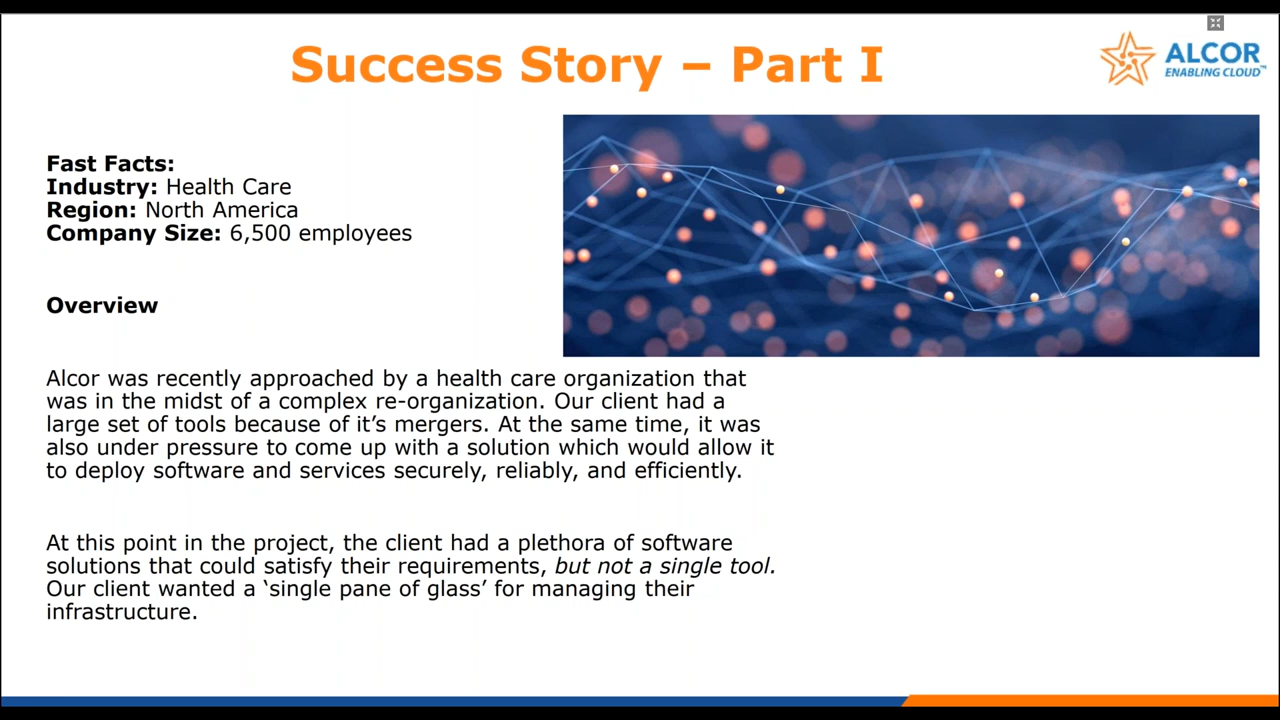 Success Story – Part I
ALCOR
ENABLING CLOUD™
Fast Facts:
Industry: Health Care
Region: North America
Company Size: 6,500 employees
Overview
Alcor was recently approached by a health care organization that
was in the midst of a complex re-organization. Our client had a
large set of tools because of it’s mergers. At the same time, it was
also under pressure to come up with a solution which would allow it
to deploy software and services securely, reliably, and efficiently.
At this point in the project, the client had a plethora of software
solutions that could satisfy their requirements, but not a single tool.
Our client wanted a ‘single pane of glass’ for managing their
infrastructure.